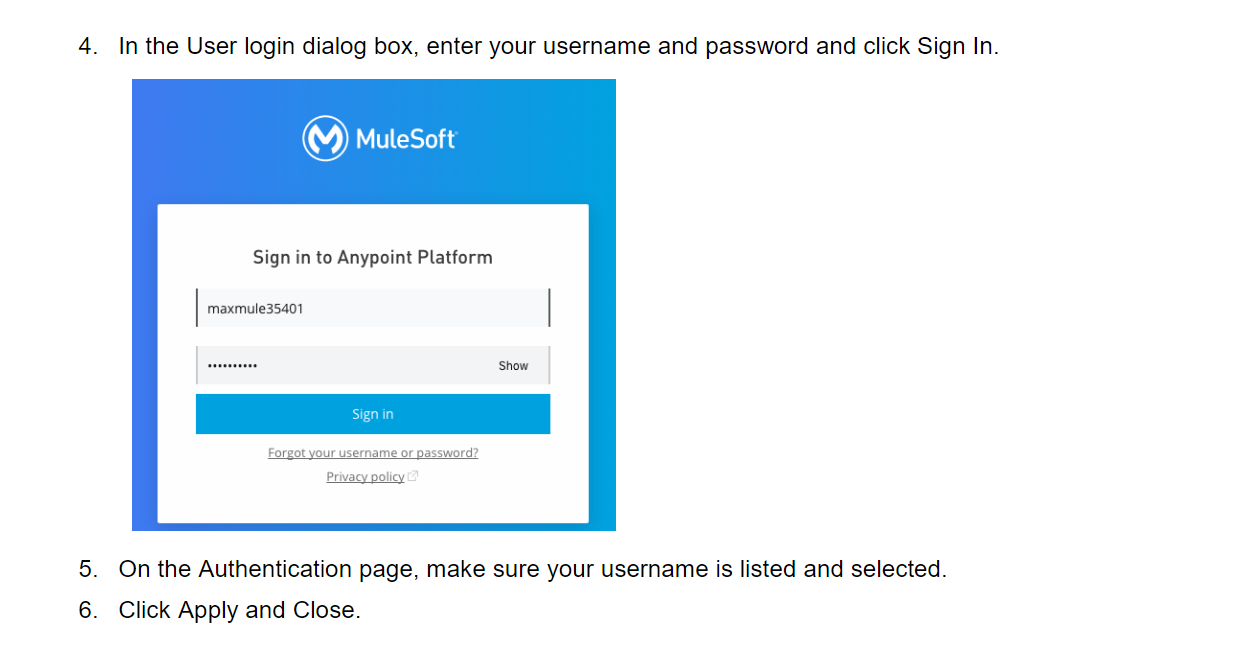 4. In the User login dialog box, enter your username and password and click Sign In.
MuleSoft
Sign in to Anypoint Platform
maxmule35401
•••••••••• Show
Sign in
Forgot your username or password?
Privacy policy
5. On the Authentication page, make sure your username is listed and selected.
6. Click Apply and Close.